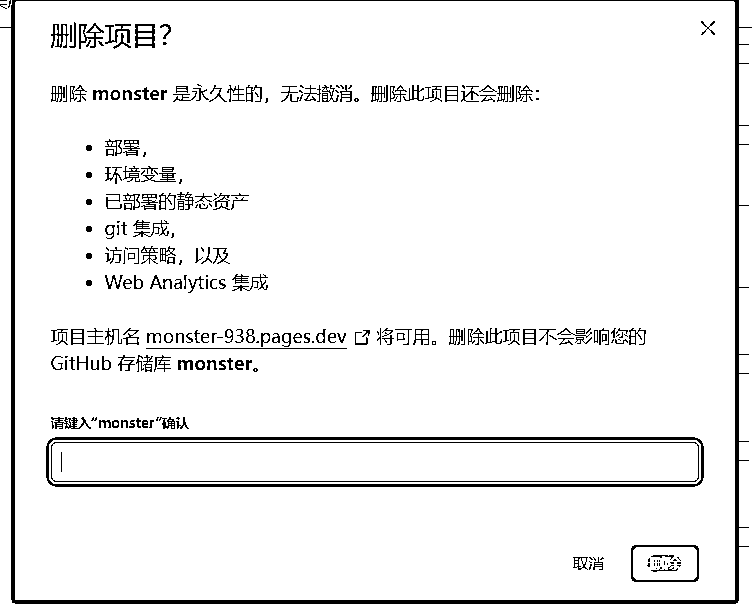 删除项目？
删除 monster 是永久性的，无法撤消。删除此项目还会删除：
部署，
环境变量，
已部署的静态资产
git 集成，
访问策略，以及
Web Analytics 集成
项目主机名 monster-938.pages.dev 将可用。删除此项目不会影响您的
GitHub 存储库 monster。
请键入“monster”确认
取消
删除